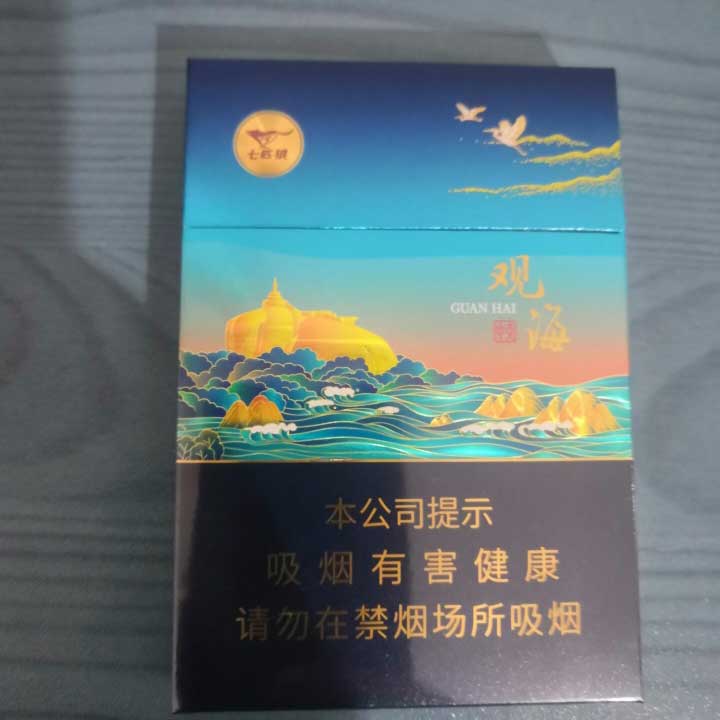 七匹狼
观海
GUAN HAI
本公司提示
吸烟有害健康
请勿在禁烟场所吸烟